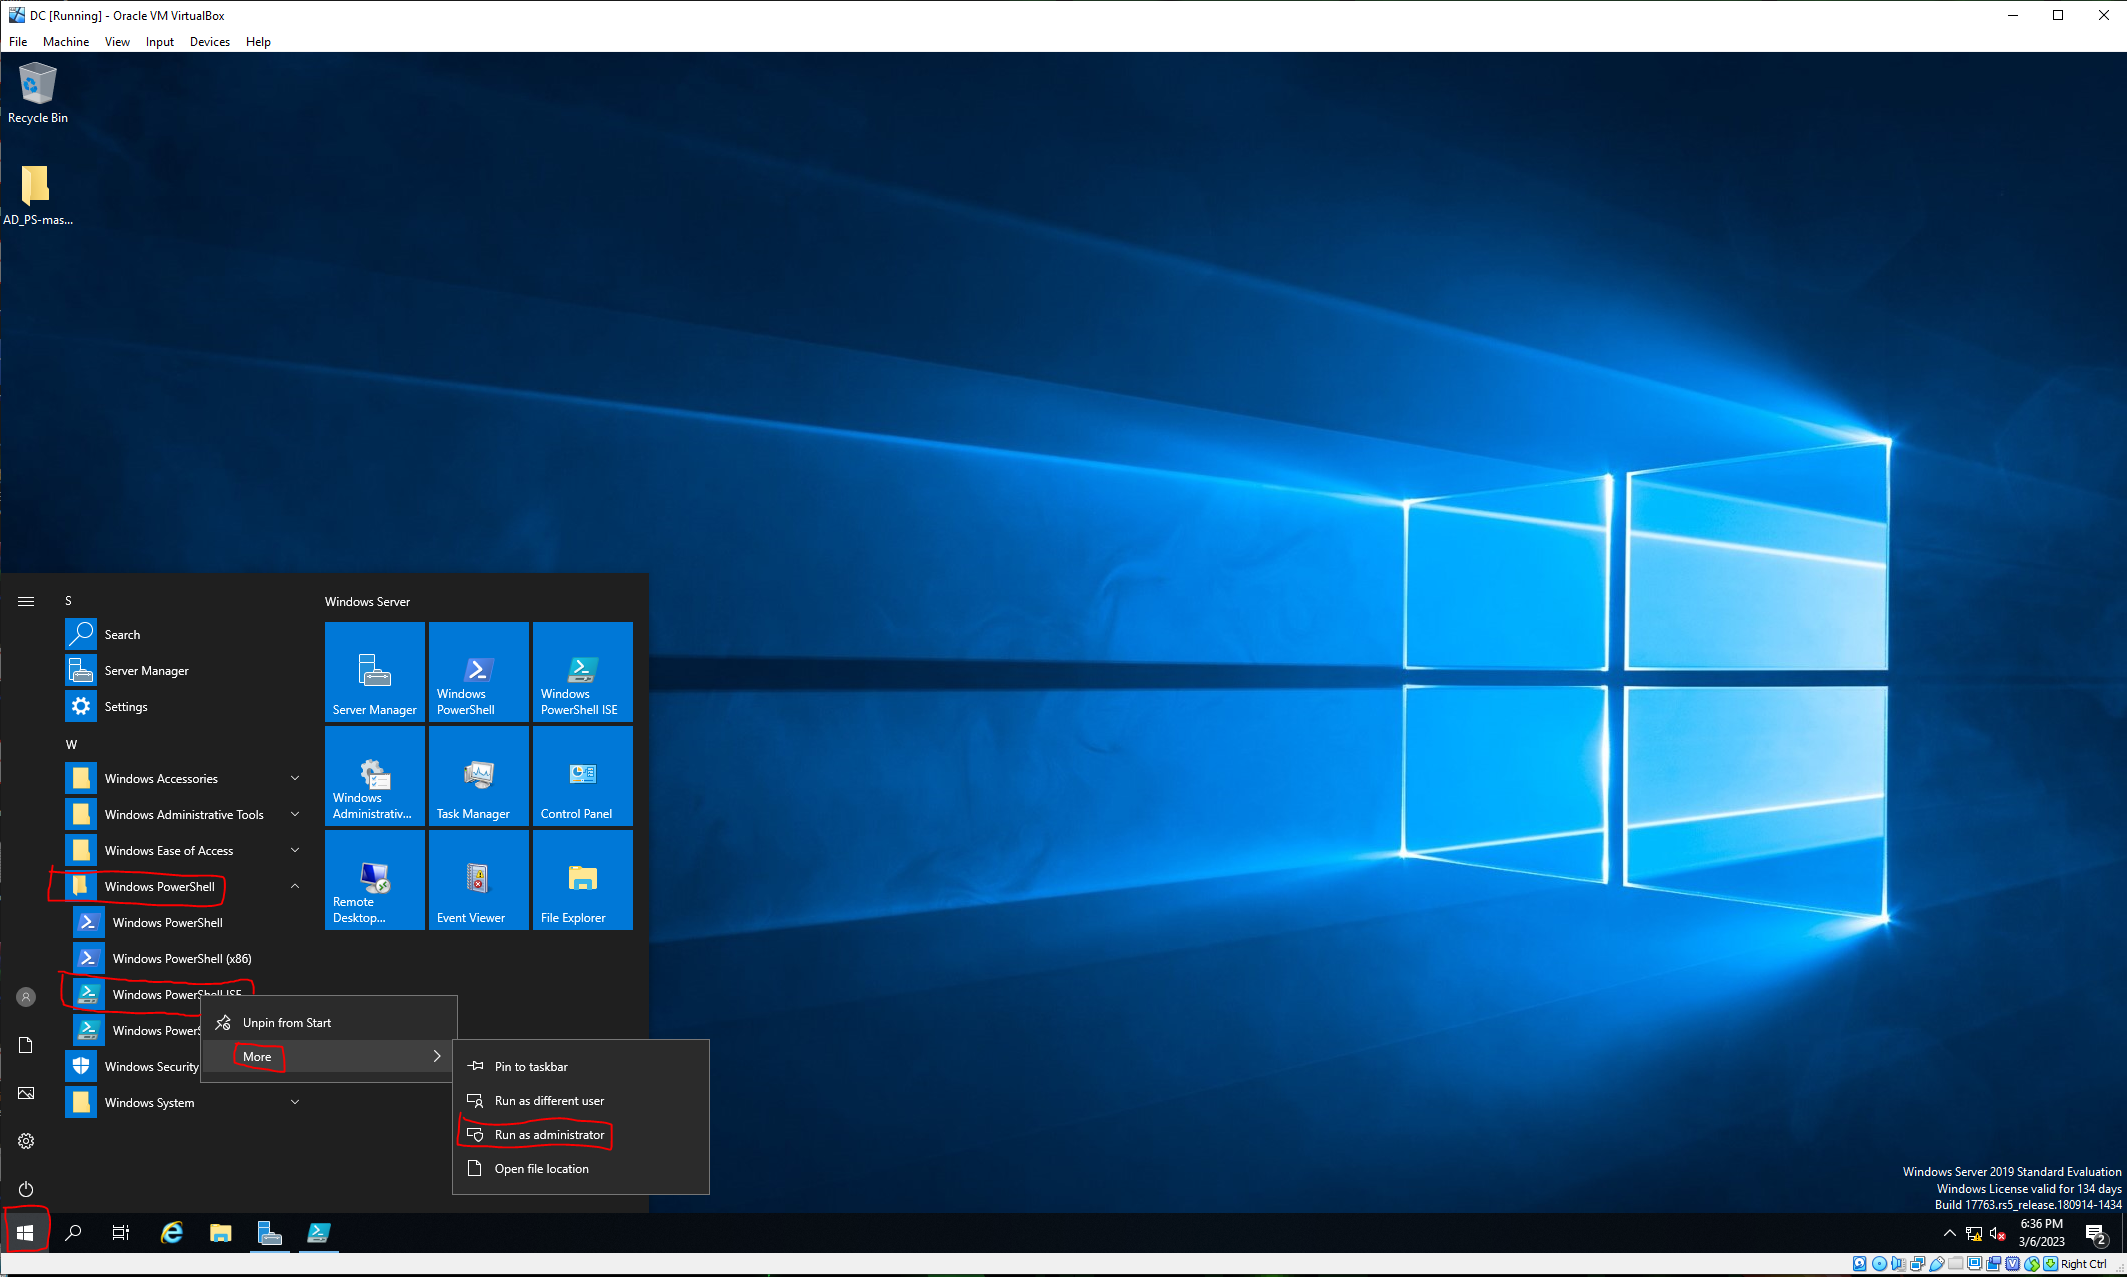 DC [Running] - Oracle VM VirtualBox
File Machine View Input Devices Help
Recycle Bin
AD_PS-mas...
S
Search
Server Manager
Settings
W
Windows Accessories
Windows Administrative Tools
Windows Ease of Access
Windows PowerShell
Windows PowerShell
Windows PowerShell (x86)
Windows PowerShell ISE
Windows PowerS
Windows Security
Windows System
Windows Server
Server Manager
Windows
PowerShell
Windows
PowerShell ISE
Windows
Administrativ...
Task Manager
Control Panel
Remote
Desktop...
Event Viewer
File Explorer
Unpin from Start
More
Pin to taskbar
Run as different user
Run as administrator
Open file location
Windows Server 2019 Standard Evaluation
Windows License valid for 134 days
Build 17763.rs5_release.180914-1434
6:36 PM
3/6/2023
2
Right Ctrl